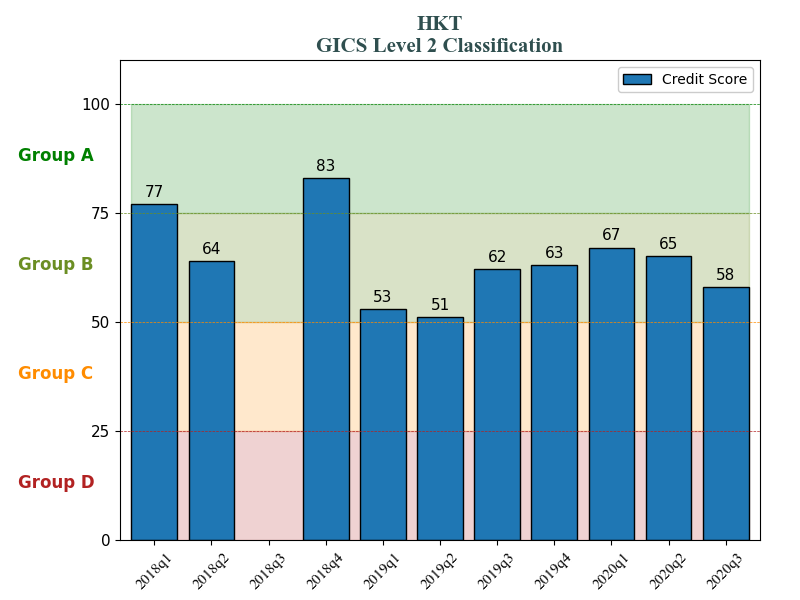 HKT
GICS Level 2 Classification
Credit Score
100
Group A
83
77
75
67
65
64
63
62
Group B
58
53
51
50
Group C
25
Group D
0
2018q1
2018q2
2018q3
2018q4
2019q1
2019q2
2019q3
2019q4
2020q1
2020q2
2020q3